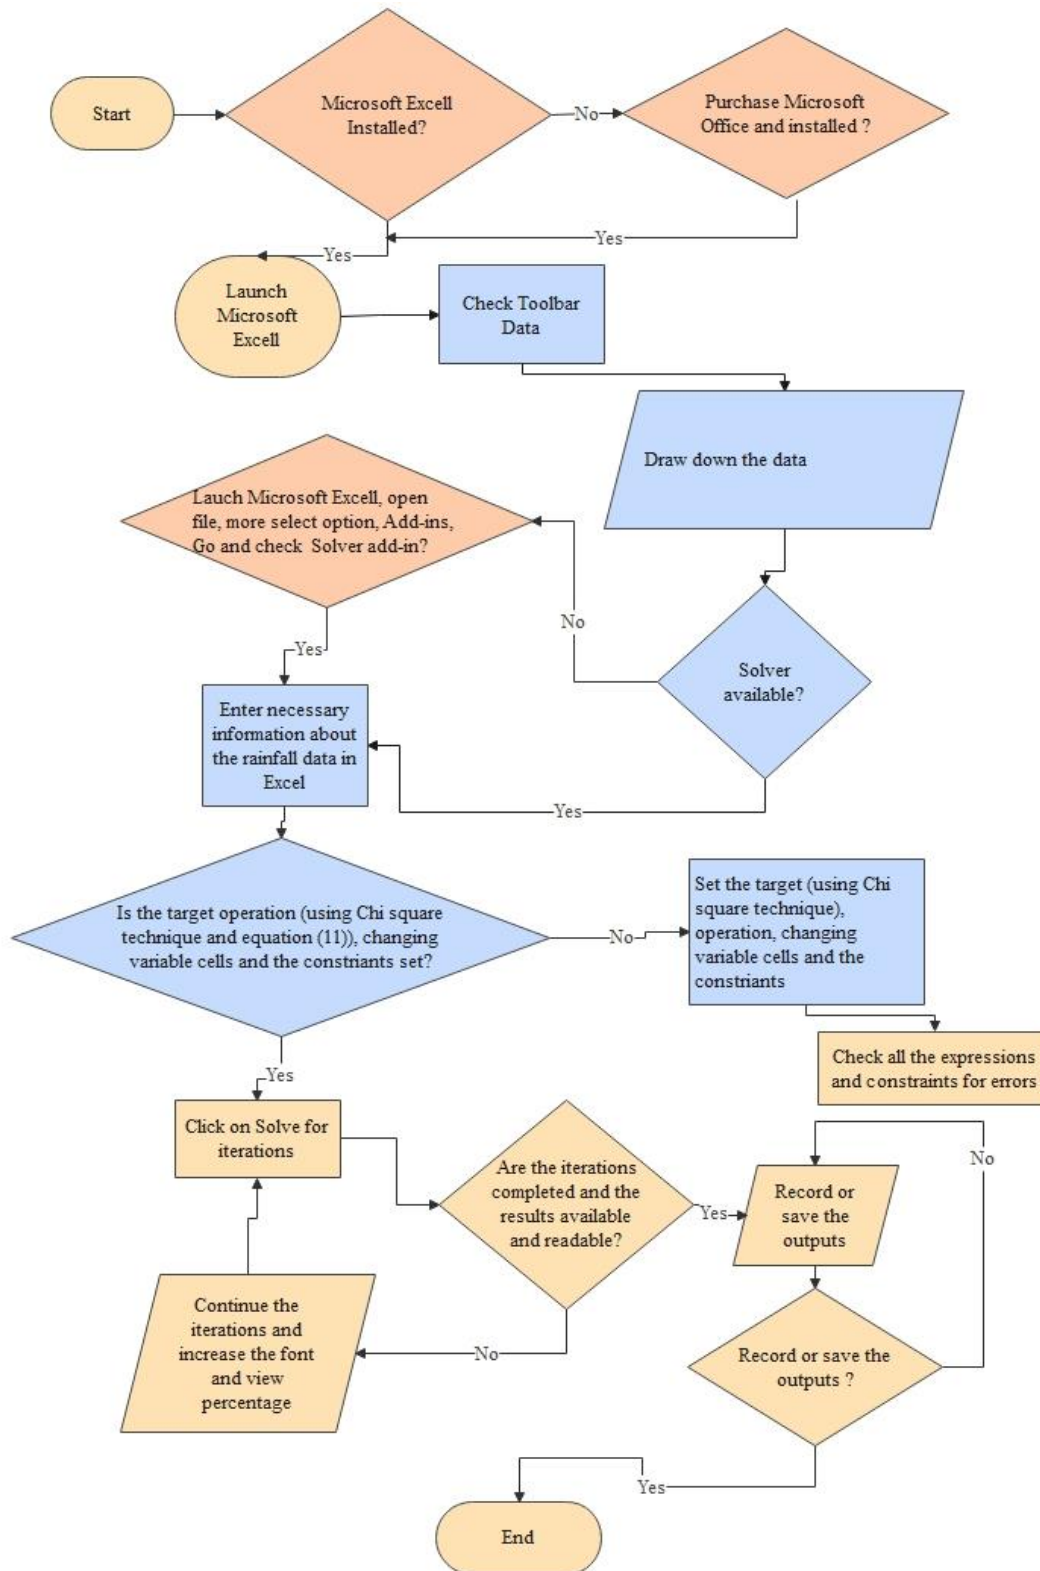 Start
Microsoft Excell
Installed?
No
Purchase Microsoft
Office and installed ?
Yes
Yes
Launch
Microsoft
Excell
Check Toolbar
Data
Draw down the data
Lauch Microsoft Excell, open
file, more select option, Add-ins,
Go and check Solver add-in?
No
Solver
available?
Yes
Enter necessary
information about
the rainfall data in
Excel
Yes
Is the target operation (using Chi square
technique and equation (11)), changing
variable cells and the constriants set?
No
Set the target (using Chi
square technique),
operation, changing
variable cells and the
constriants
Check all the expressions
and constraints for errors
Yes
Click on Solve for
iterations
Are the iterations
completed and the
results available
and readable?
Yes
Record or
save the
outputs
No
Continue the
iterations and
increase the font
and view
percentage
No
Record or save the
outputs ?
Yes
End